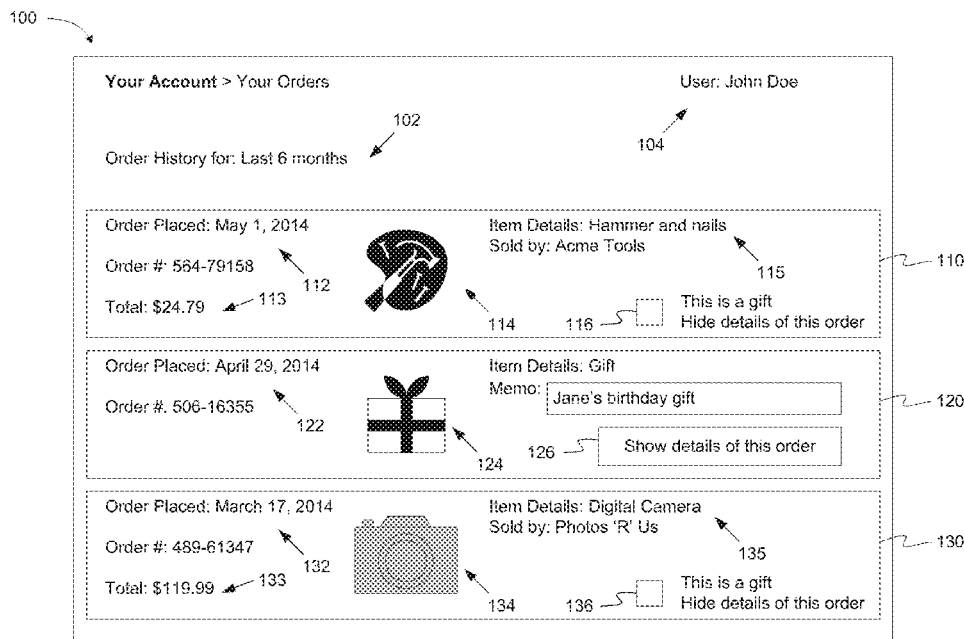 100
Your Account > Your Orders
User: John Doe
102
104
Order History for: Last 6 months
Order Placed: May 1, 2014
Item Details: Hammer and nails
Sold by: Acme Tools
Order #: 564-79158
112
115
110
Total: $24.79
113
114
116
This is a gift
Hide details of this order
Order Placed: April 29, 2014
Item Details: Gift
Memo:
Jane's birthday gift
Order #. 506-16355
120
122
124
126
Show details of this order
Order Placed: March 17, 2014
Item Details: Digital Camera
Sold by: Photos 'R' Us
Order #: 489-61347
132
135
130
Total: $119.99
133
134
136
This is a gift
Hide details of this order